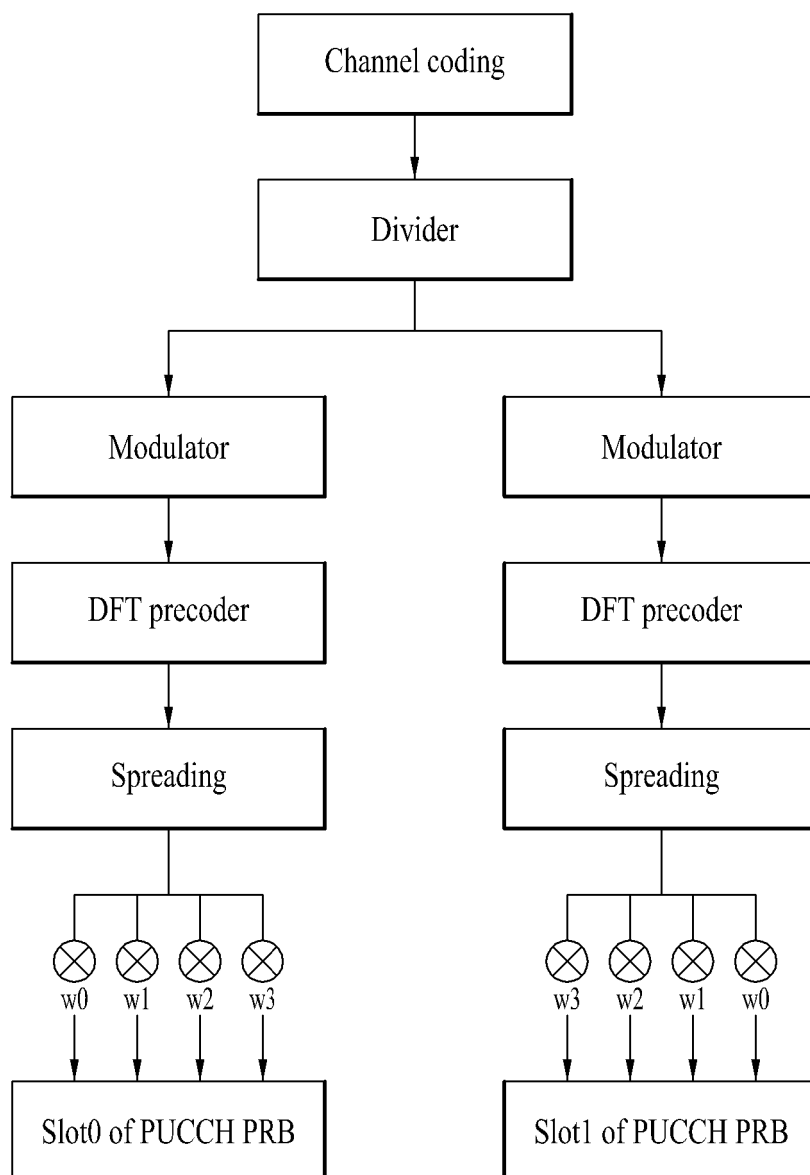 Channel coding
Divider
Modulator
Modulator
DFT precoder
DFT precoder
Spreading
Spreading
w0 w1 w2 w3
w3 w2 w1 w0
Slot0 of PUCCH PRB
Slot1 of PUCCH PRB